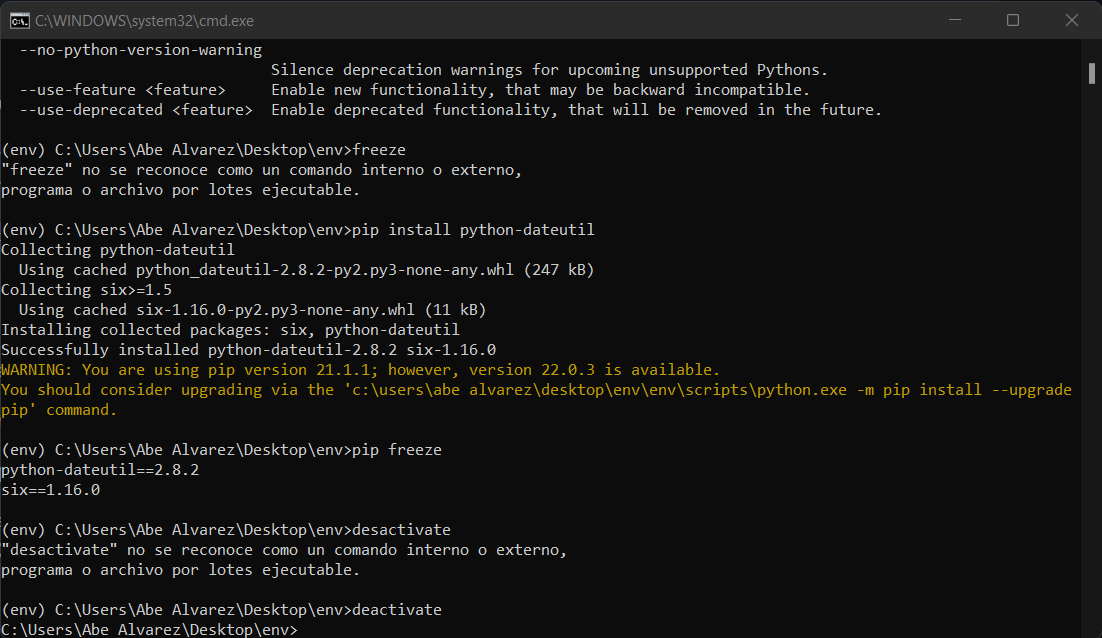 C:\WINDOWS\system32\cmd.exe
--no-python-version-warning
Silence deprecation warnings for upcoming unsupported Pythons.
--use-feature <feature> Enable new functionality, that may be backward incompatible.
--use-deprecated <feature> Enable deprecated functionality, that will be removed in the future.
(env) C:\Users\Abe Alvarez\Desktop\env>freeze
"freeze" no se reconoce como un comando interno o externo,
programa o archivo por lotes ejecutable.
(env) C:\Users\Abe Alvarez\Desktop\env>pip install python-dateutil
Collecting python-dateutil
Using cached python_dateutil-2.8.2-py2.py3-none-any.whl (247 kB)
Collecting six>=1.5
Using cached six-1.16.0-py2.py3-none-any.whl (11 kB)
Installing collected packages: six, python-dateutil
Successfully installed python-dateutil-2.8.2 six-1.16.0
WARNING: You are using pip version 21.1.1; however, version 22.0.3 is available.
You should consider upgrading via the 'c:\users\abe alvarez\desktop\env\env\scripts\python.exe -m pip install --upgrade
pip' command.
(env) C:\Users\Abe Alvarez\Desktop\env>pip freeze
python-dateutil==2.8.2
six==1.16.0
(env) C:\Users\Abe Alvarez\Desktop\env>desactivate
"desactivate" no se reconoce como un comando interno o externo,
programa o archivo por lotes ejecutable.
(env) C:\Users\Abe Alvarez\Desktop\env>deactivate
C:\Users\Abe Alvarez\Desktop\env>